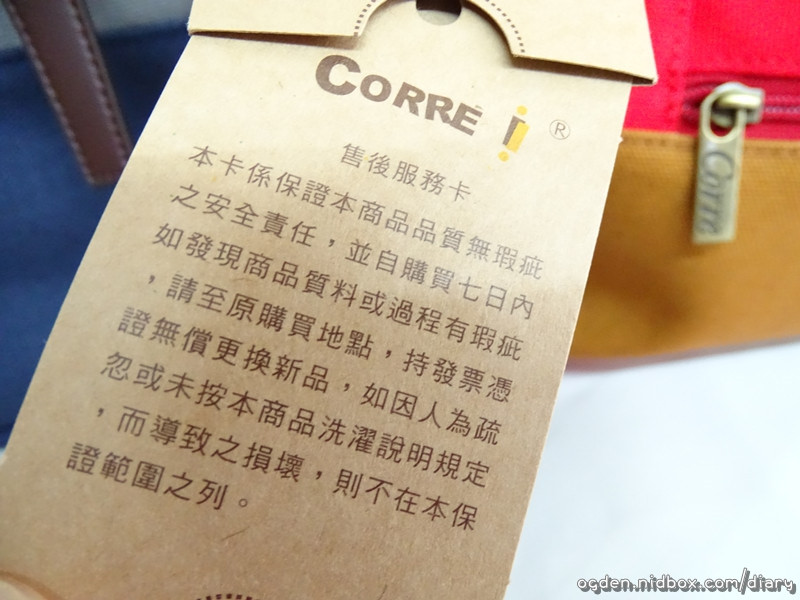 CORRE i ®
售後服務卡
本卡係保證本商品品質無瑕疵
之安全責任，並自購買七日內
如發現商品質料或過程有瑕疵
，請至原購買地點，持發票憑
證無償更換新品，如因人為疏
忽或未按本商品洗濯說明規定
，而導致之損壞，則不在本保
證範圍之列。
Corre
ogden.nidbox.com/diary